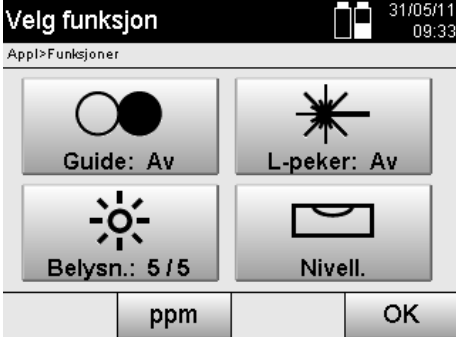 Velg funksjon
31/05/11
09:33
Appl>Funksjoner
Guide: Av
L-peker: Av
Belysn.: 5/5
Nivell.
ppm
OK